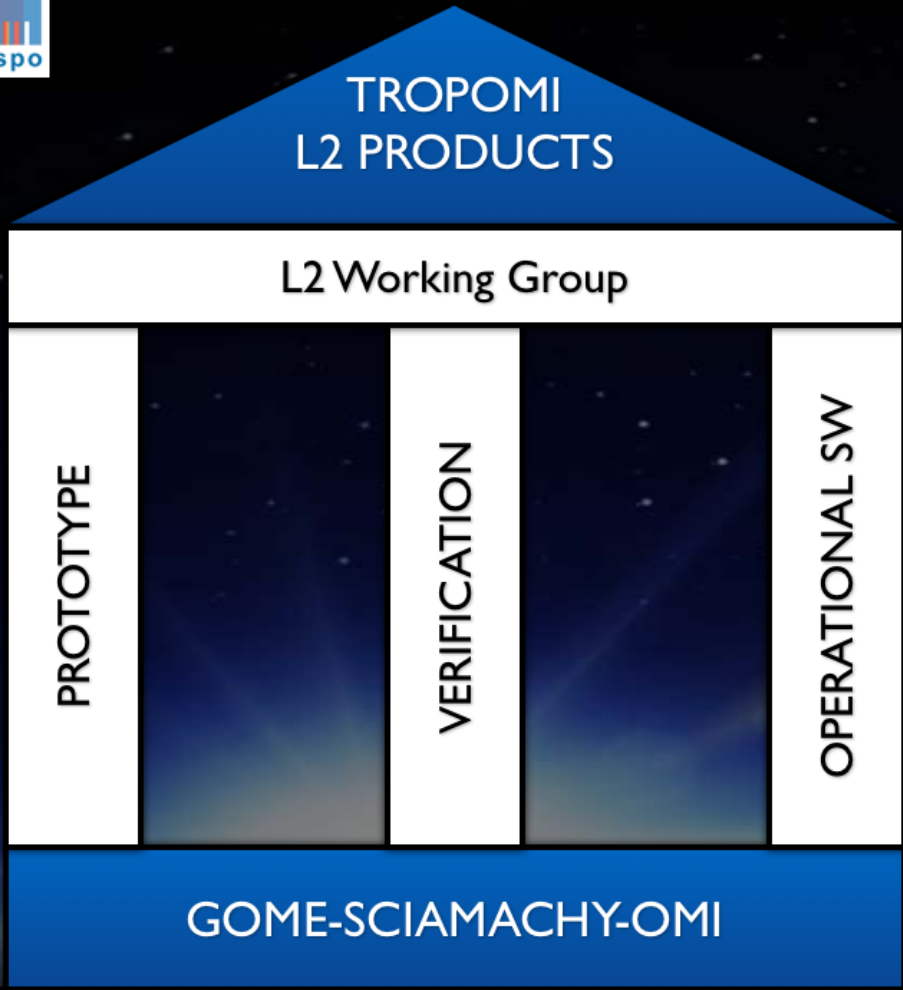 spo
TROPOMI
L2 PRODUCTS
L2 Working Group
PROTOTYPE
VERIFICATION
OPERATIONAL SW
GOME-SCIAMACHY-OMI